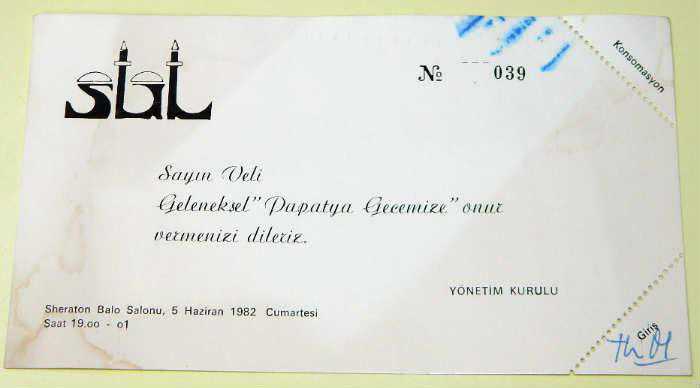 sbl
№ 039
Konsomasyon
Sayın Veli
Geleneksel" Papatya Gecemize" onur
vermenizi dileriz.
YÖNETİM KURULU
Sheraton Balo Salonu, 5 Haziran 1982 Cumartesi
Saat 19.oo - o1
Giriş